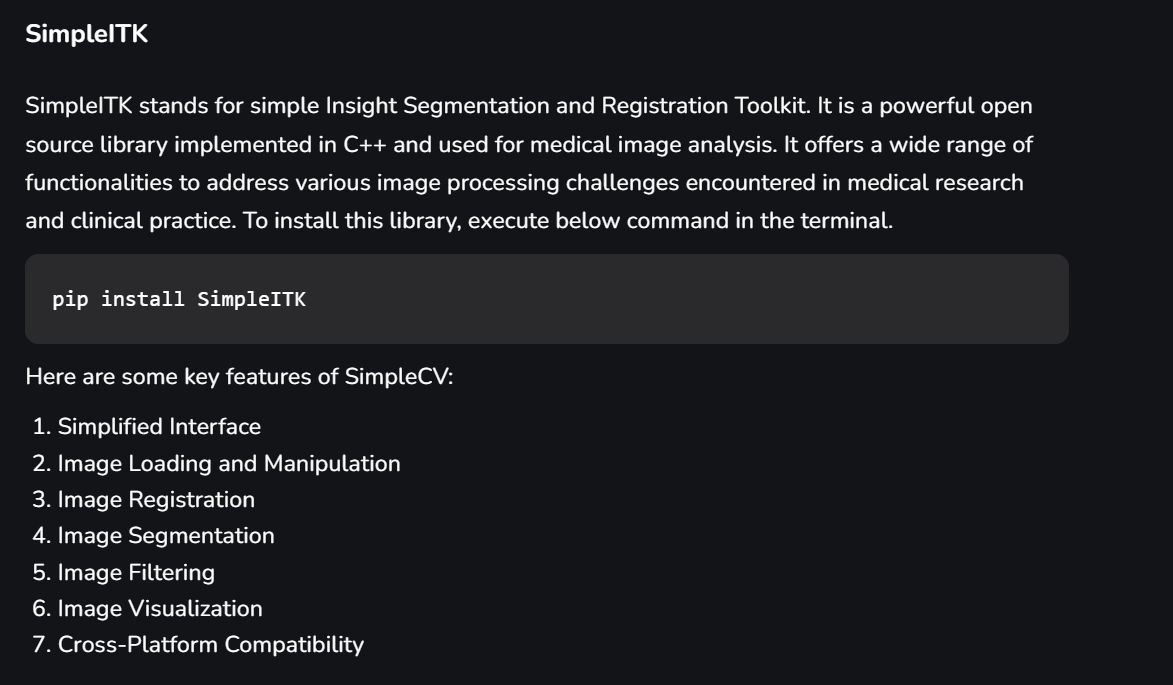 SimpleITK
SimpleITK stands for simple Insight Segmentation and Registration Toolkit. It is a powerful open
source library implemented in C++ and used for medical image analysis. It offers a wide range of
functionalities to address various image processing challenges encountered in medical research
and clinical practice. To install this library, execute below command in the terminal.
pip install SimpleITK
Here are some key features of SimpleCV:
1. Simplified Interface
2. Image Loading and Manipulation
3. Image Registration
4. Image Segmentation
5. Image Filtering
6. Image Visualization
7. Cross-Platform Compatibility